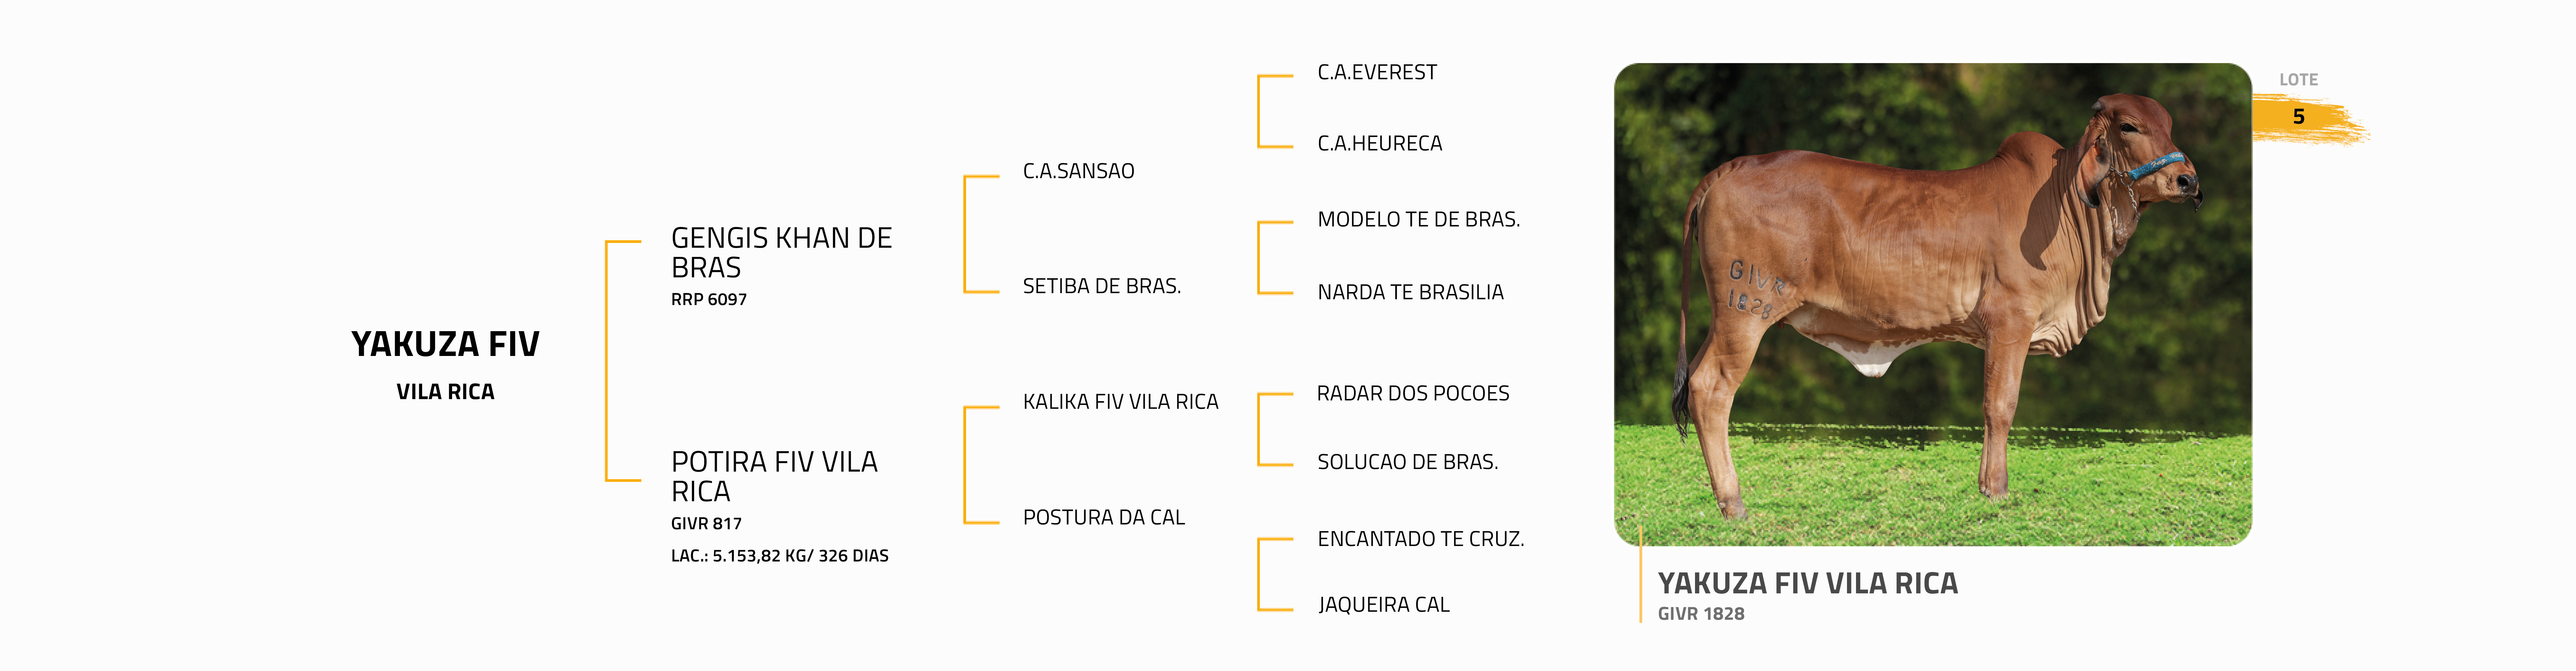 YAKUZA FIV
VILA RICA
GENGIS KHAN DE
BRAS
RRP 6097
POTIRA FIV VILA
RICA
GIVR 817
LAC.: 5.153,82 KG/ 326 DIAS
C.A.SANSAO
SETIBA DE BRAS.
KALIKA FIV VILA RICA
POSTURA DA CAL
C.A.EVEREST
C.A.HEURECA
MODELO TE DE BRAS.
NARDA TE BRASILIA
RADAR DOS POCOES
SOLUCAO DE BRAS.
ENCANTADO TE CRUZ.
JAQUEIRA CAL
GIVR
1828
LOTE
5
YAKUZA FIV VILA RICA
GIVR 1828